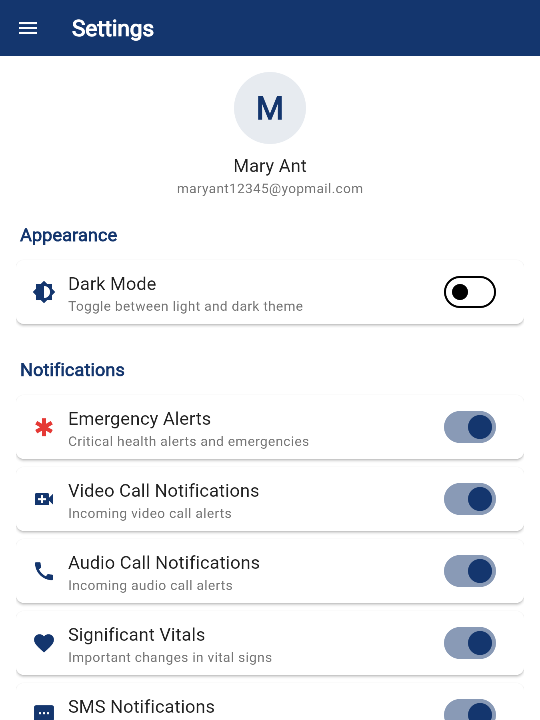 Settings
M
Mary Ant
maryant12345@yopmail.com
Appearance
Dark Mode
Toggle between light and dark theme
Notifications
Emergency Alerts
Critical health alerts and emergencies
Video Call Notifications
Incoming video call alerts
Audio Call Notifications
Incoming audio call alerts
Significant Vitals
Important changes in vital signs
SMS Notifications